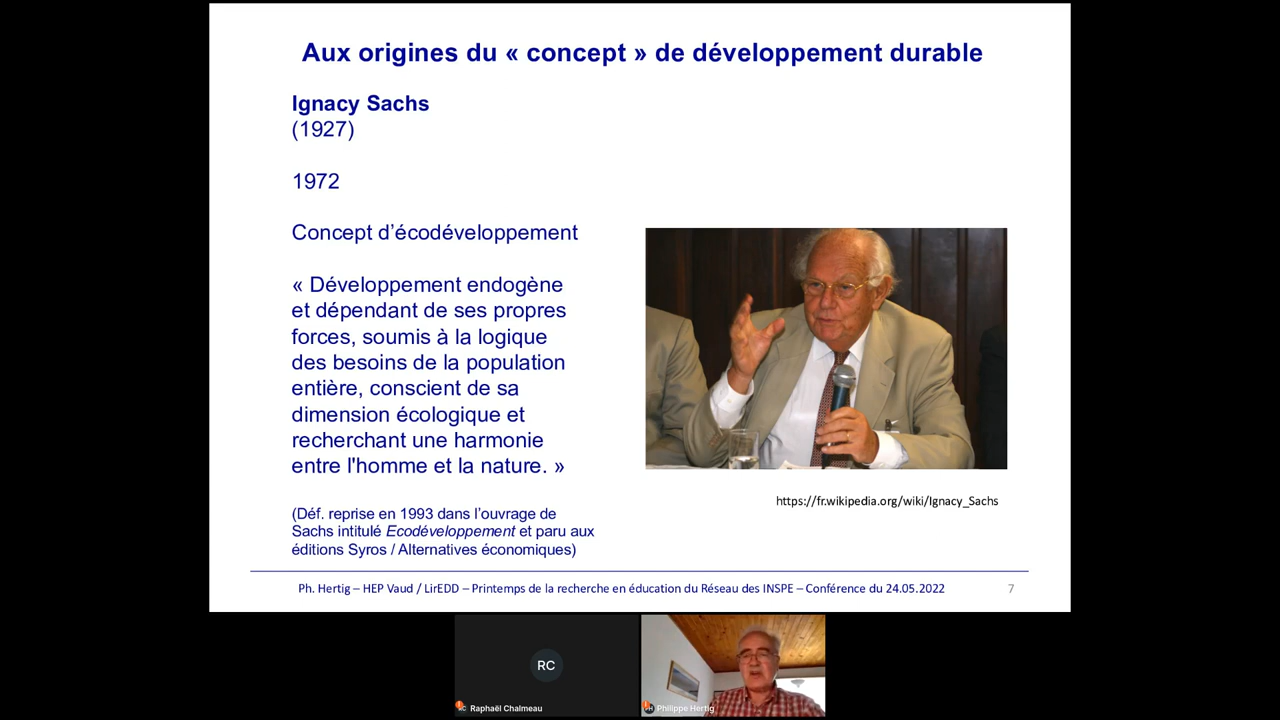 Aux origines du « concept » de développement durable
Ignacy Sachs
(1927)
1972
Concept d’écodéveloppement
« Développement endogène
et dépendant de ses propres
forces, soumis à la logique
des besoins de la population
entière, conscient de sa
dimension écologique et
recherchant une harmonie
entre l'homme et la nature. »
(Déf. reprise en 1993 dans l’ouvrage de
Sachs intitulé Ecodéveloppement et paru aux
éditions Syros / Alternatives économiques)
https://fr.wikipedia.org/wiki/Ignacy_Sachs
Ph. Hertig – HEP Vaud / LirEDD – Printemps de la recherche en éducation du Réseau des INSPE – Conférence du 24.05.2022
7
RC
Raphaël Chalmeau
Philippe Hertig